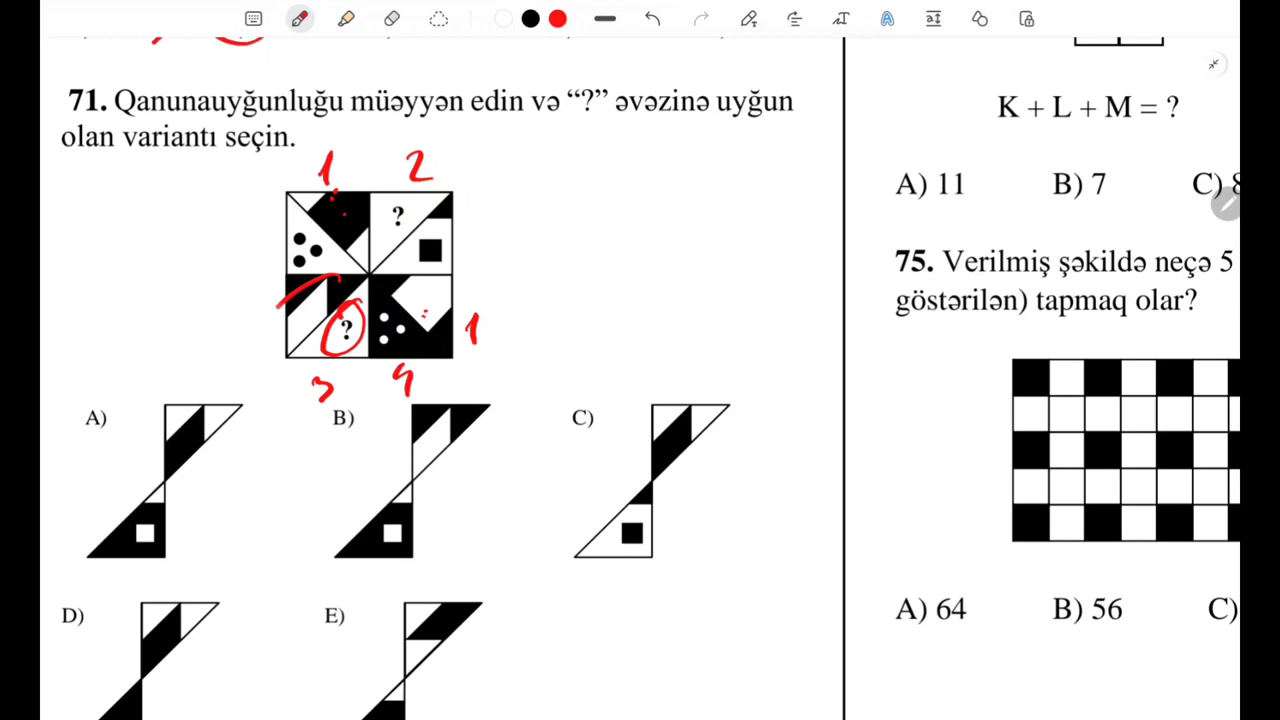 71. Qanunauyğunluğu müəyyən edin və “?” əvəzinə uyğun
olan variantı seçin.
1 2
?
?
1
3 4
A) B) C)
D) E)
K + L + M = ?
A) 11 B) 7 C) 8
75. Verilmiş şəkildə neçə 5
göstərilən) tapmaq olar?
A) 64 B) 56 C)